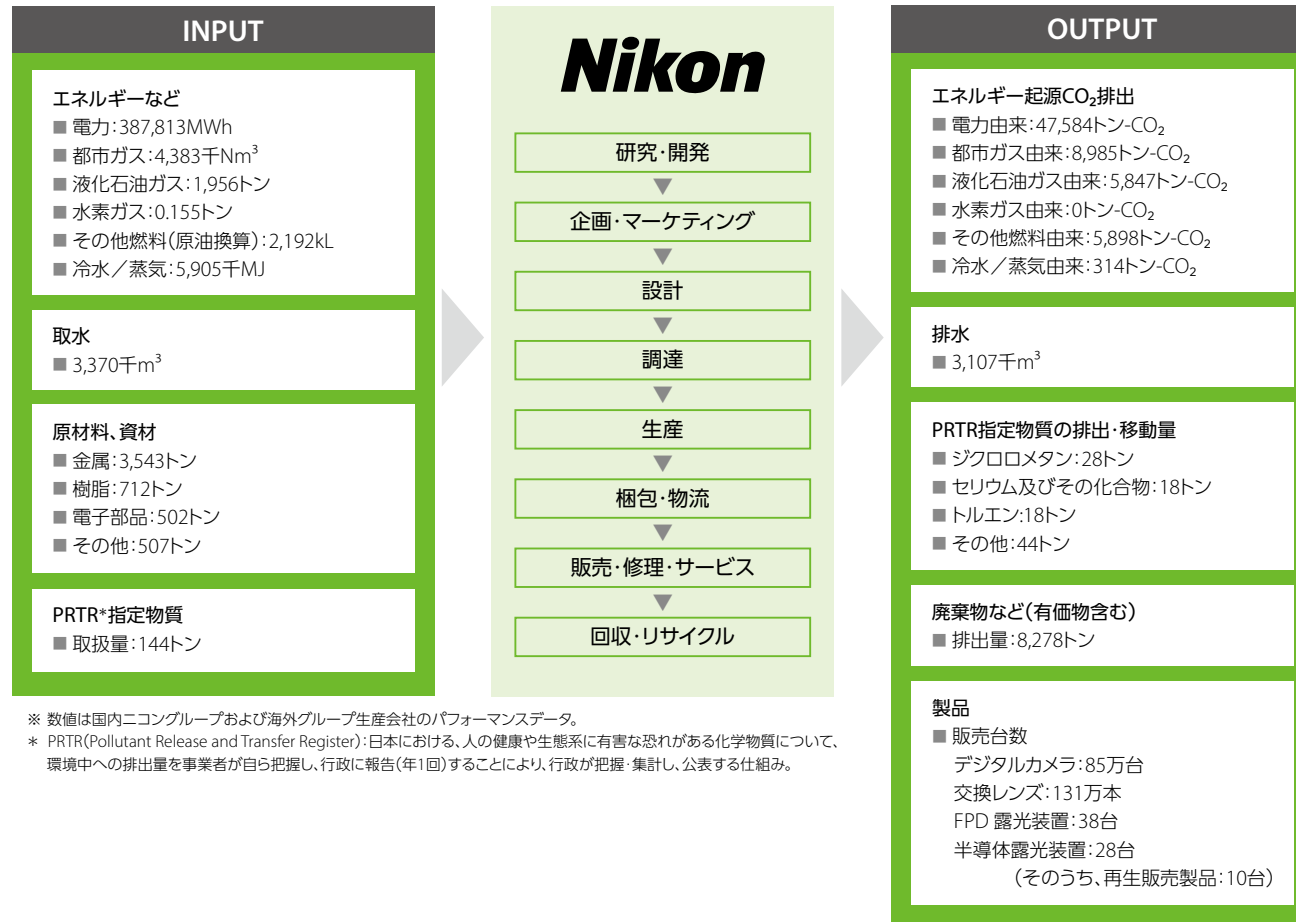 INPUT
エネルギーなど
■ 電力:387,813MWh
■ 都市ガス:4,383千Nm³
■ 液化石油ガス:1,956トン
■ 水素ガス:0.155トン
■ その他燃料(原油換算):2,192kL
■ 冷水/蒸気:5,905千MJ
取水
■ 3,370千m³
原材料、資材
■ 金属:3,543トン
■ 樹脂:712トン
■ 電子部品:502トン
■ その他:507トン
PRTR*指定物質
■ 取扱量:144トン
Nikon
研究・開発
企画・マーケティング
設計
調達
生産
梱包・物流
販売・修理・サービス
回収・リサイクル
OUTPUT
エネルギー起源CO₂排出
■ 電力由来:47,584トン-CO₂
■ 都市ガス由来:8,985トン-CO₂
■ 液化石油ガス由来:5,847トン-CO₂
■ 水素ガス由来:0トン-CO₂
■ その他燃料由来:5,898トン-CO₂
■ 冷水/蒸気由来:314トン-CO₂
排水
■ 3,107千m³
PRTR指定物質の排出・移動量
■ ジクロロメタン:28トン
■ セリウム及びその化合物:18トン
■ トルエン:18トン
■ その他:44トン
廃棄物など(有価物含む)
■ 排出量:8,278トン
製品
■ 販売台数
デジタルカメラ:85万台
交換レンズ:131万本
FPD 露光装置:38台
半導体露光装置:28台
(そのうち、再生販売製品:10台)
※ 数値は国内ニコングループおよび海外グループ生産会社のパフォーマンスデータ。
* PRTR(Pollutant Release and Transfer Register):日本における、人の健康や生態系に有害な恐れがある化学物質について、
環境中への排出量を事業者が自ら把握し、行政に報告(年1回)することにより、行政が把握・集計し、公表する仕組み。